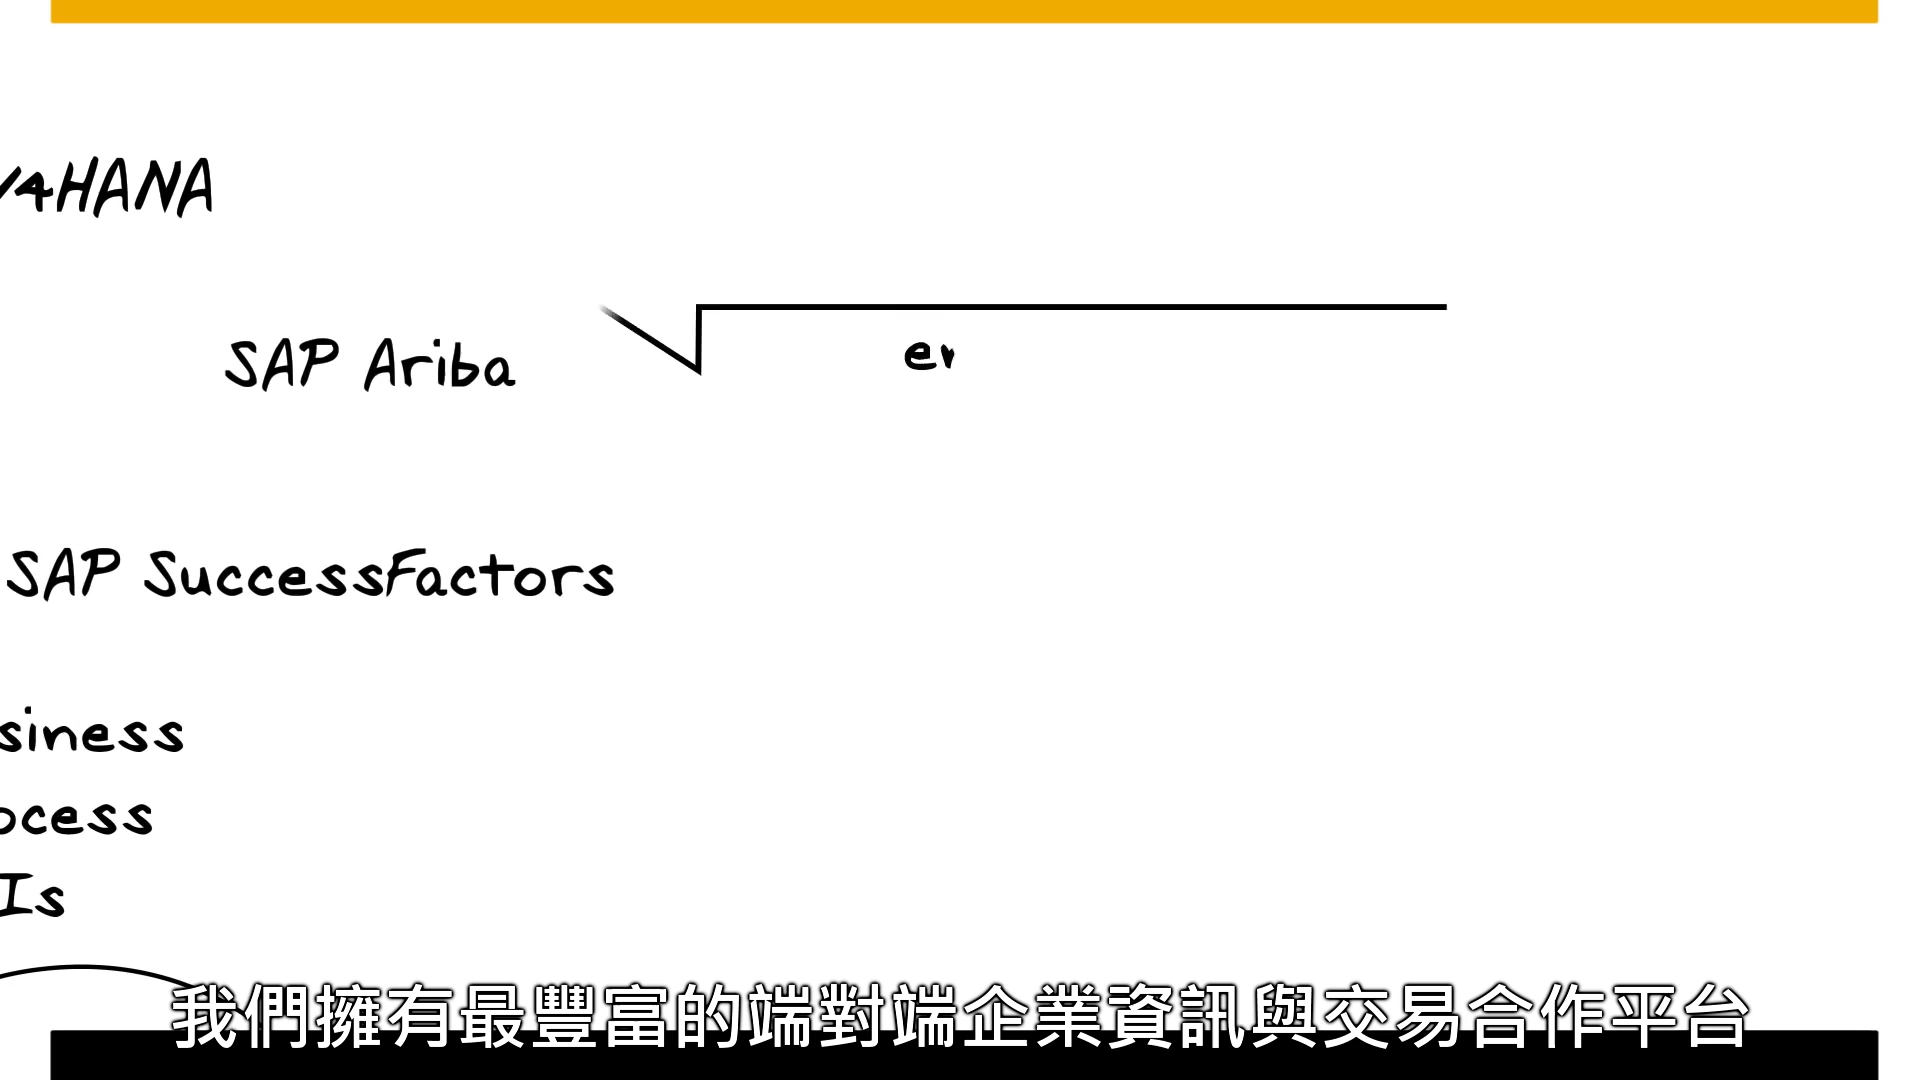 /4HANA
SAP Ariba
er
SAP SuccessFactors
siness
ocess
Is
我們擁有最豐富的端對端企業資訊與交易合作平台